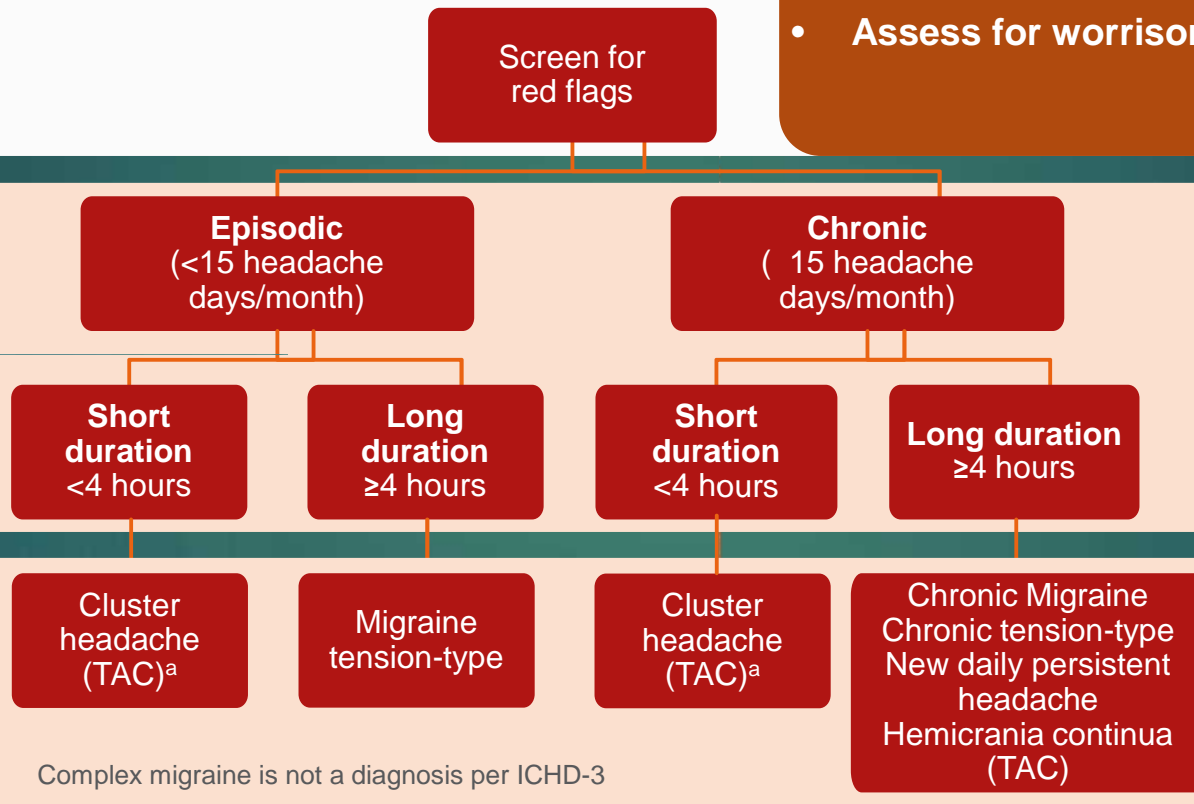 • Assess for worrisor
Screen for
red flags
Episodic
(<15 headache
days/month)
Chronic
( 15 headache
days/month)
Short
duration
<4 hours
Long
duration
≥4 hours
Short
duration
<4 hours
Long duration
≥4 hours
Cluster
headache
(TAC)ᵃ
Migraine
tension-type
Cluster
headache
(TAC)ᵃ
Chronic Migraine
Chronic tension-type
New daily persistent
headache
Hemicrania continua
(TAC)
Complex migraine is not a diagnosis per ICHD-3